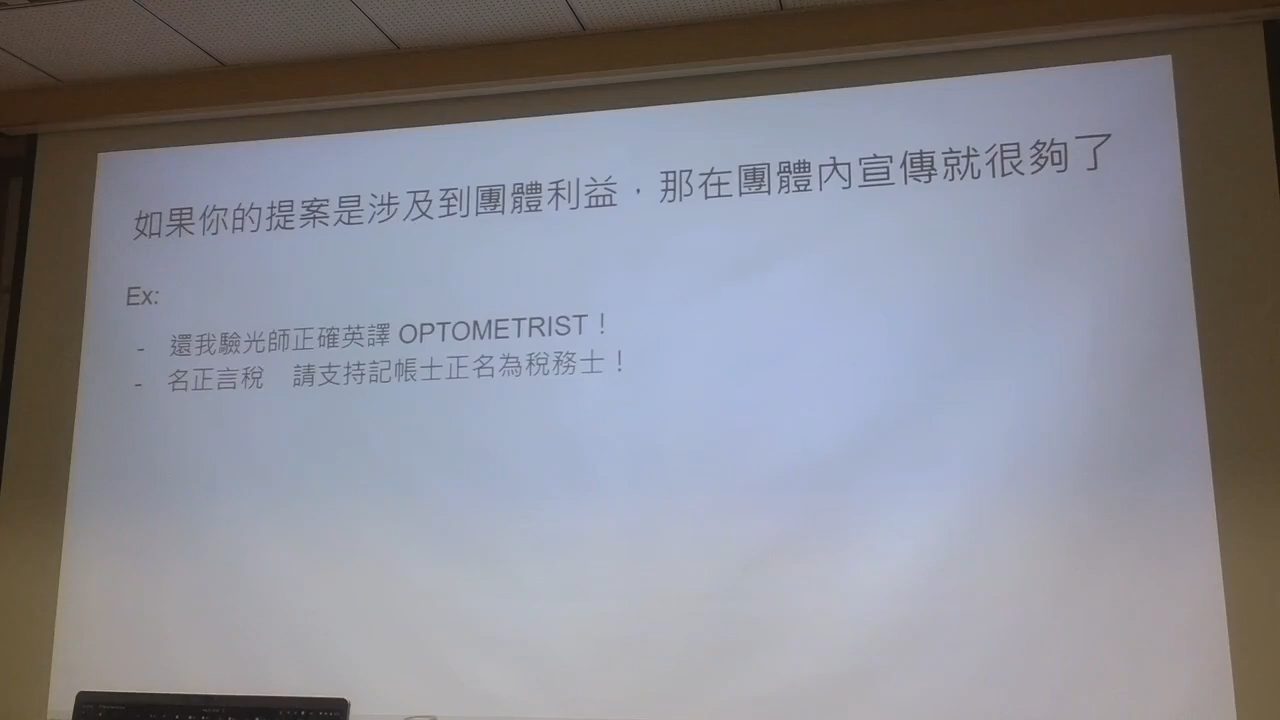 如果你的提案是涉及到團體利益，那在團體內宣傳就很夠了
Ex:
- 還我驗光師正確英譯 OPTOMETRIST！
- 名正言稅　請支持記帳士正名為稅務士！